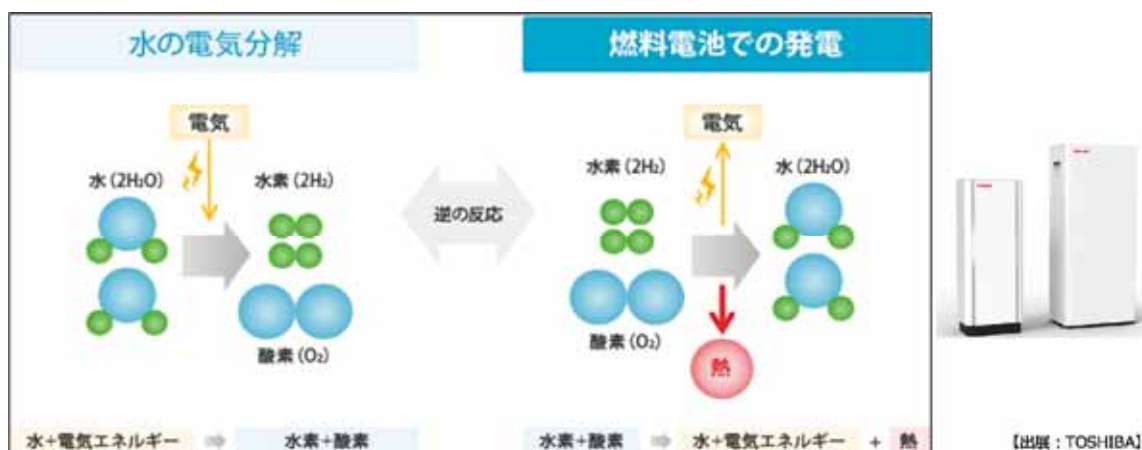 水の電気分解
燃料電池での発電
電気
水(2H₂O)
水素(2H₂)
酸素(O₂)
逆の反応
電気
水素(2H₂)
水(2H₂O)
酸素(O₂)
熱
水+電気エネルギー ⇒ 水素+酸素
水素+酸素 ⇒ 水+電気エネルギー + 熱
【出展：TOSHIBA】